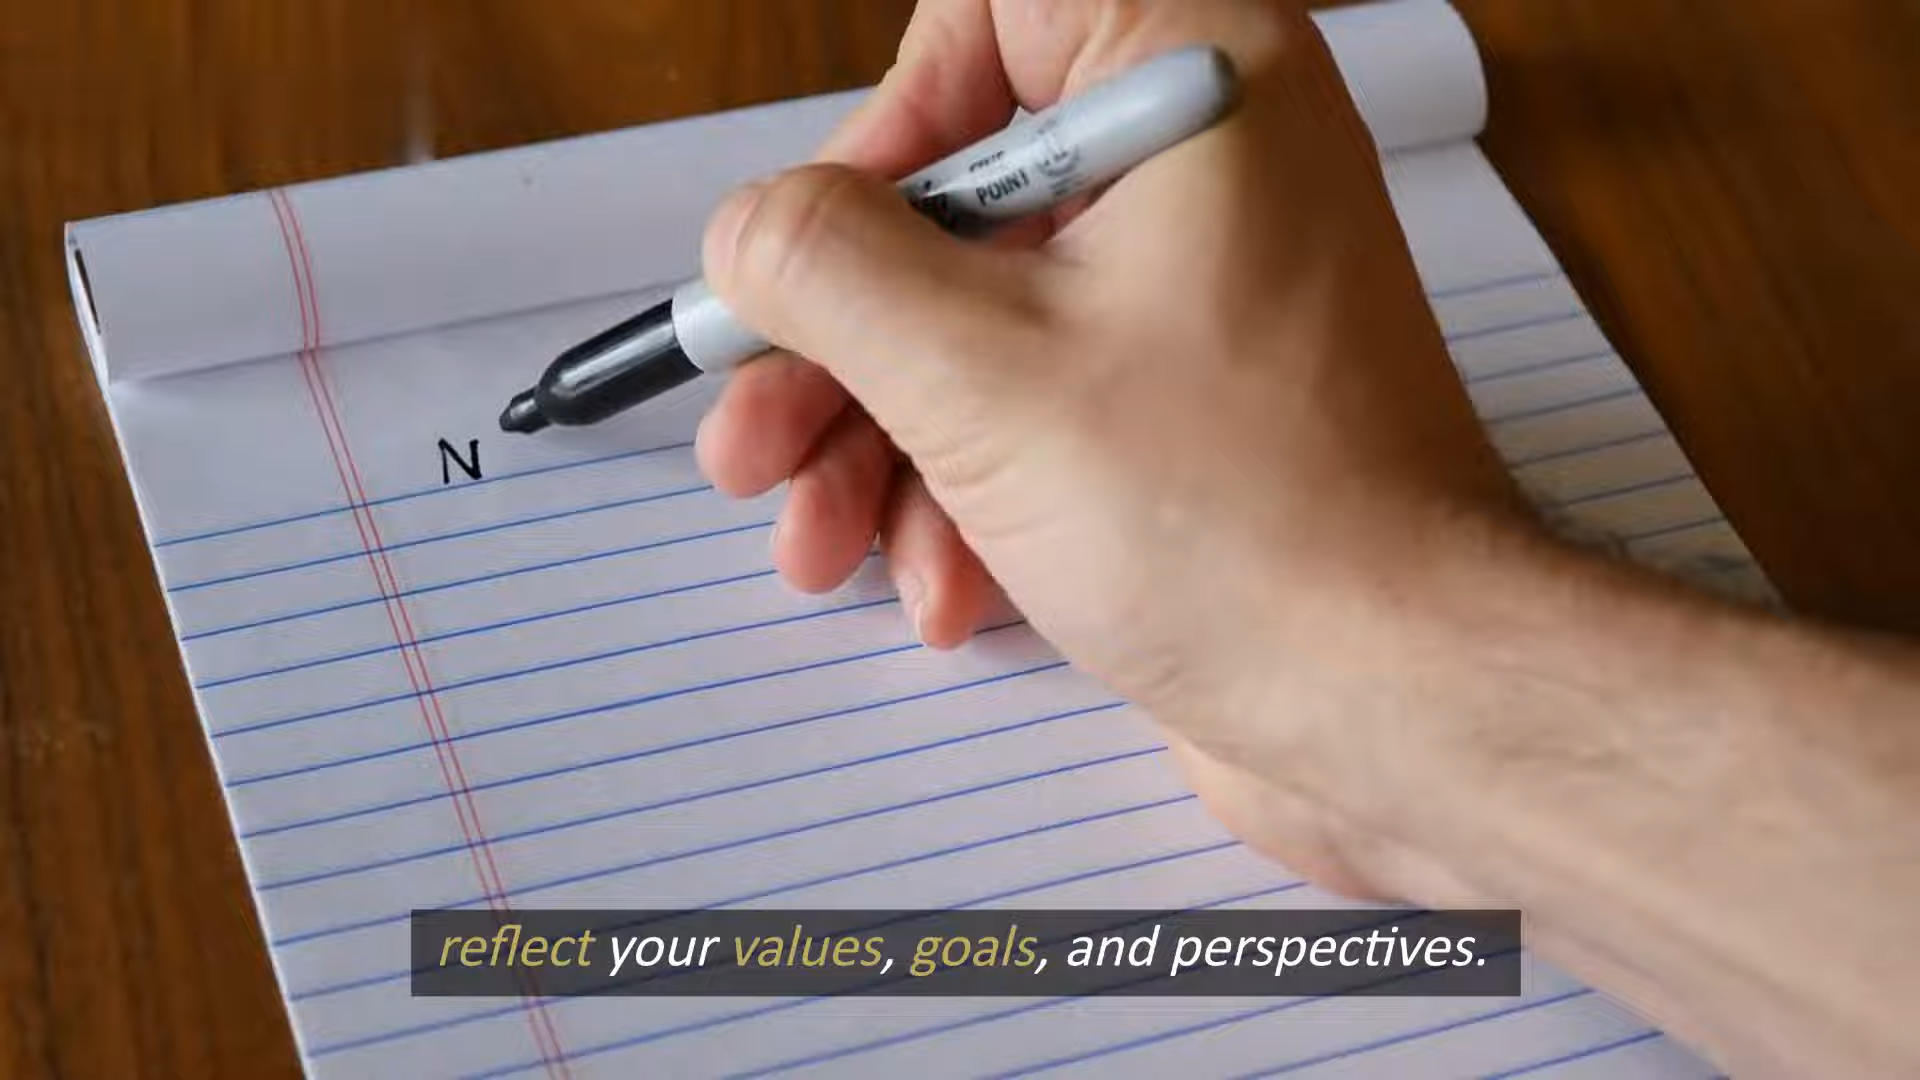 POINT
N
reflect your values, goals, and perspectives.